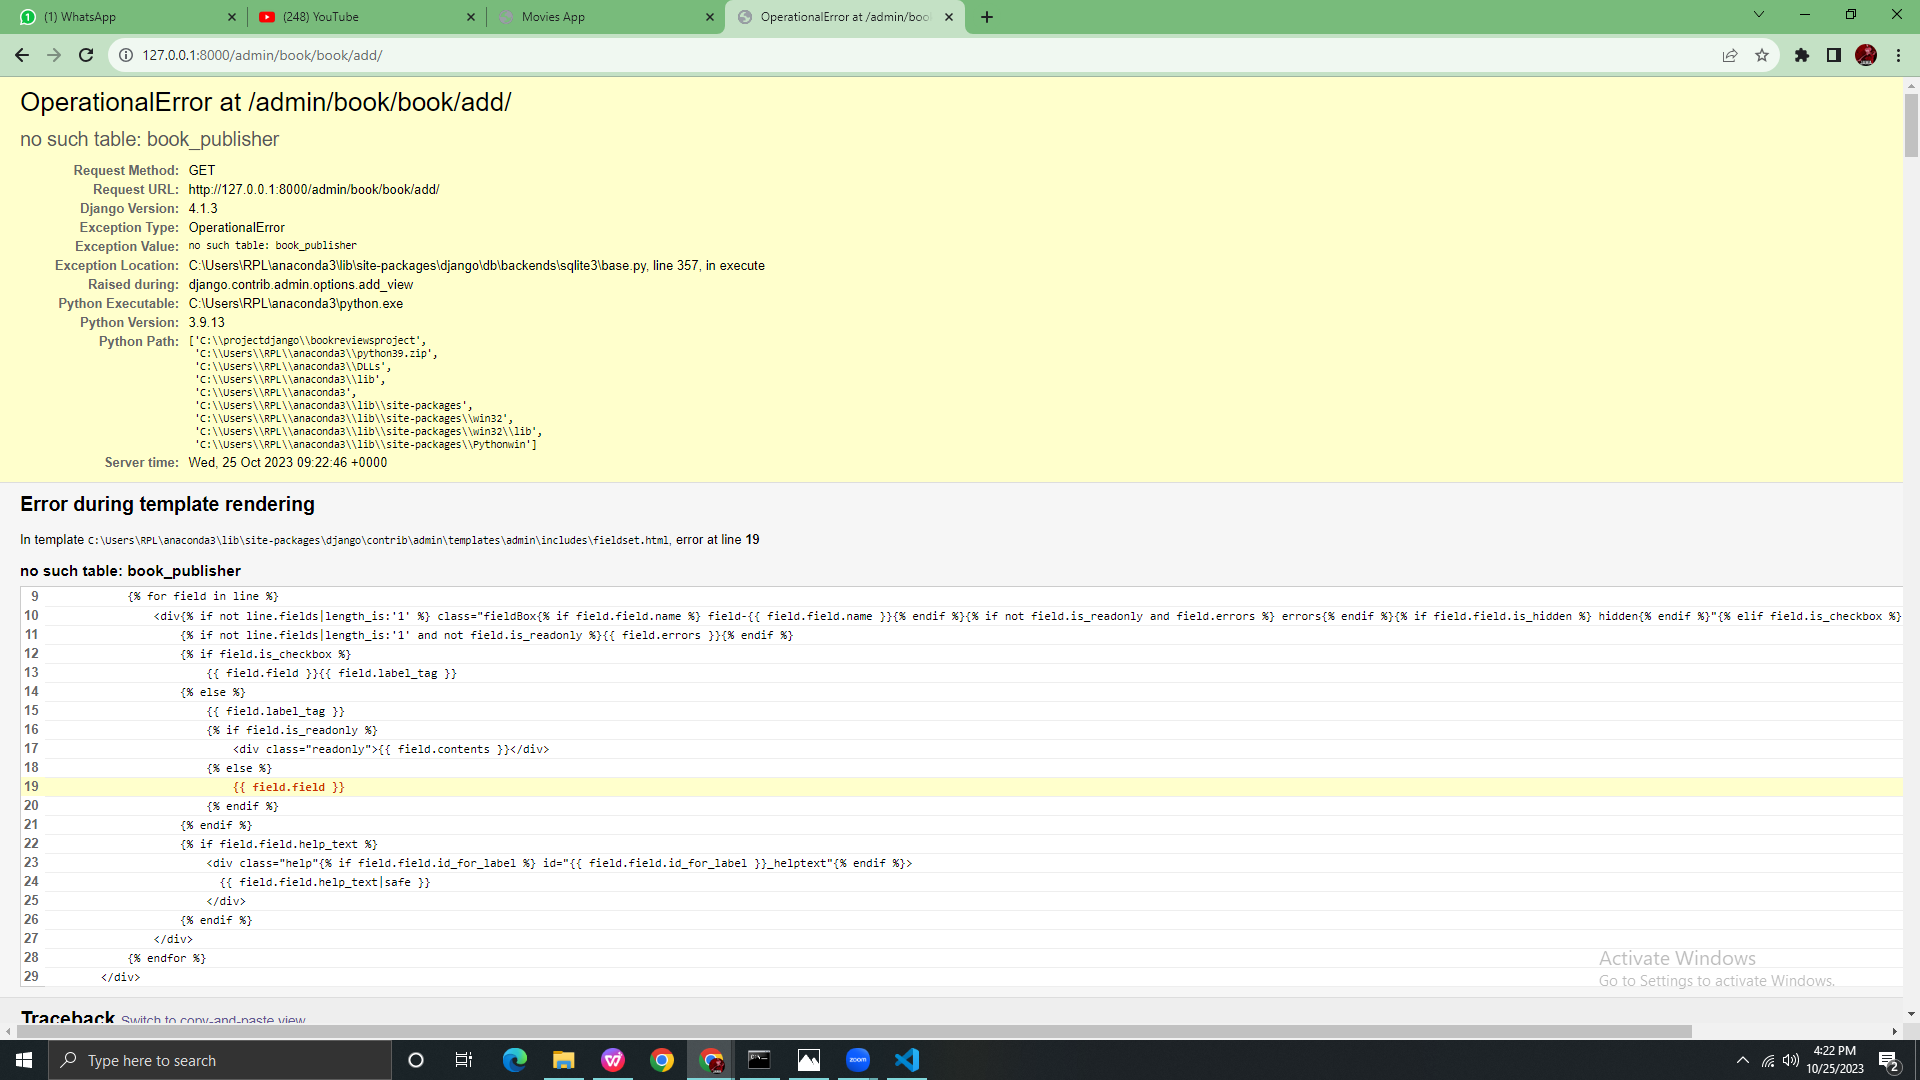 (1) WhatsApp
(248) YouTube
Movies App
OperationalError at /admin/boo
127.0.0.1:8000/admin/book/book/add/
OperationalError at /admin/book/book/add/
no such table: book_publisher
Request Method: GET
Request URL: http://127.0.0.1:8000/admin/book/book/add/
Django Version: 4.1.3
Exception Type: OperationalError
Exception Value: no such table: book_publisher
Exception Location: C:\Users\RPL\anaconda3\lib\site-packages\django\db\backends\sqlite3\base.py, line 357, in execute
Raised during: django.contrib.admin.options.add_view
Python Executable: C:\Users\RPL\anaconda3\python.exe
Python Version: 3.9.13
Python Path: ['C:\\projectdjango\\bookreviewsproject',
'C:\\Users\\RPL\\anaconda3\\python39.zip',
'C:\\Users\\RPL\\anaconda3\\DLLs',
'C:\\Users\\RPL\\anaconda3\\lib',
'C:\\Users\\RPL\\anaconda3',
'C:\\Users\\RPL\\anaconda3\\lib\\site-packages',
'C:\\Users\\RPL\\anaconda3\\lib\\site-packages\\win32',
'C:\\Users\\RPL\\anaconda3\\lib\\site-packages\\win32\\lib',
'C:\\Users\\RPL\\anaconda3\\lib\\site-packages\\Pythonwin']
Server time: Wed, 25 Oct 2023 09:22:46 +0000
Error during template rendering
In template C:\Users\RPL\anaconda3\lib\site-packages\django\contrib\admin\templates\admin\includes\fieldset.html, error at line 19
no such table: book_publisher
9 {% for field in line %}
10 <div{% if not line.fields|length_is:'1' %} class="fieldBox{% if field.field.name %} field-{{ field.field.name }}{% endif %}{% if not field.is_readonly and field.errors %} errors{% endif %}{% if field.field.is_hidden %} hidden{% endif %}"{% elif field.is_checkbox %}
11 {% if not line.fields|length_is:'1' and not field.is_readonly %}{{ field.errors }}{% endif %}
12 {% if field.is_checkbox %}
13 {{ field.field }}{{ field.label_tag }}
14 {% else %}
15 {{ field.label_tag }}
16 {% if field.is_readonly %}
17 <div class="readonly">{{ field.contents }}</div>
18 {% else %}
19 {{ field.field }}
20 {% endif %}
21 {% endif %}
22 {% if field.field.help_text %}
23 <div class="help"{% if field.field.id_for_label %} id="{{ field.field.id_for_label }}_helptext"{% endif %}>
24 {{ field.field.help_text|safe }}
25 </div>
26 {% endif %}
27 </div>
28 {% endfor %}
29 </div>
Activate Windows
Go to Settings to activate Windows.
Traceback Switch to copy-and-paste view
Type here to search
zoom
4:22 PM
10/25/2023
2